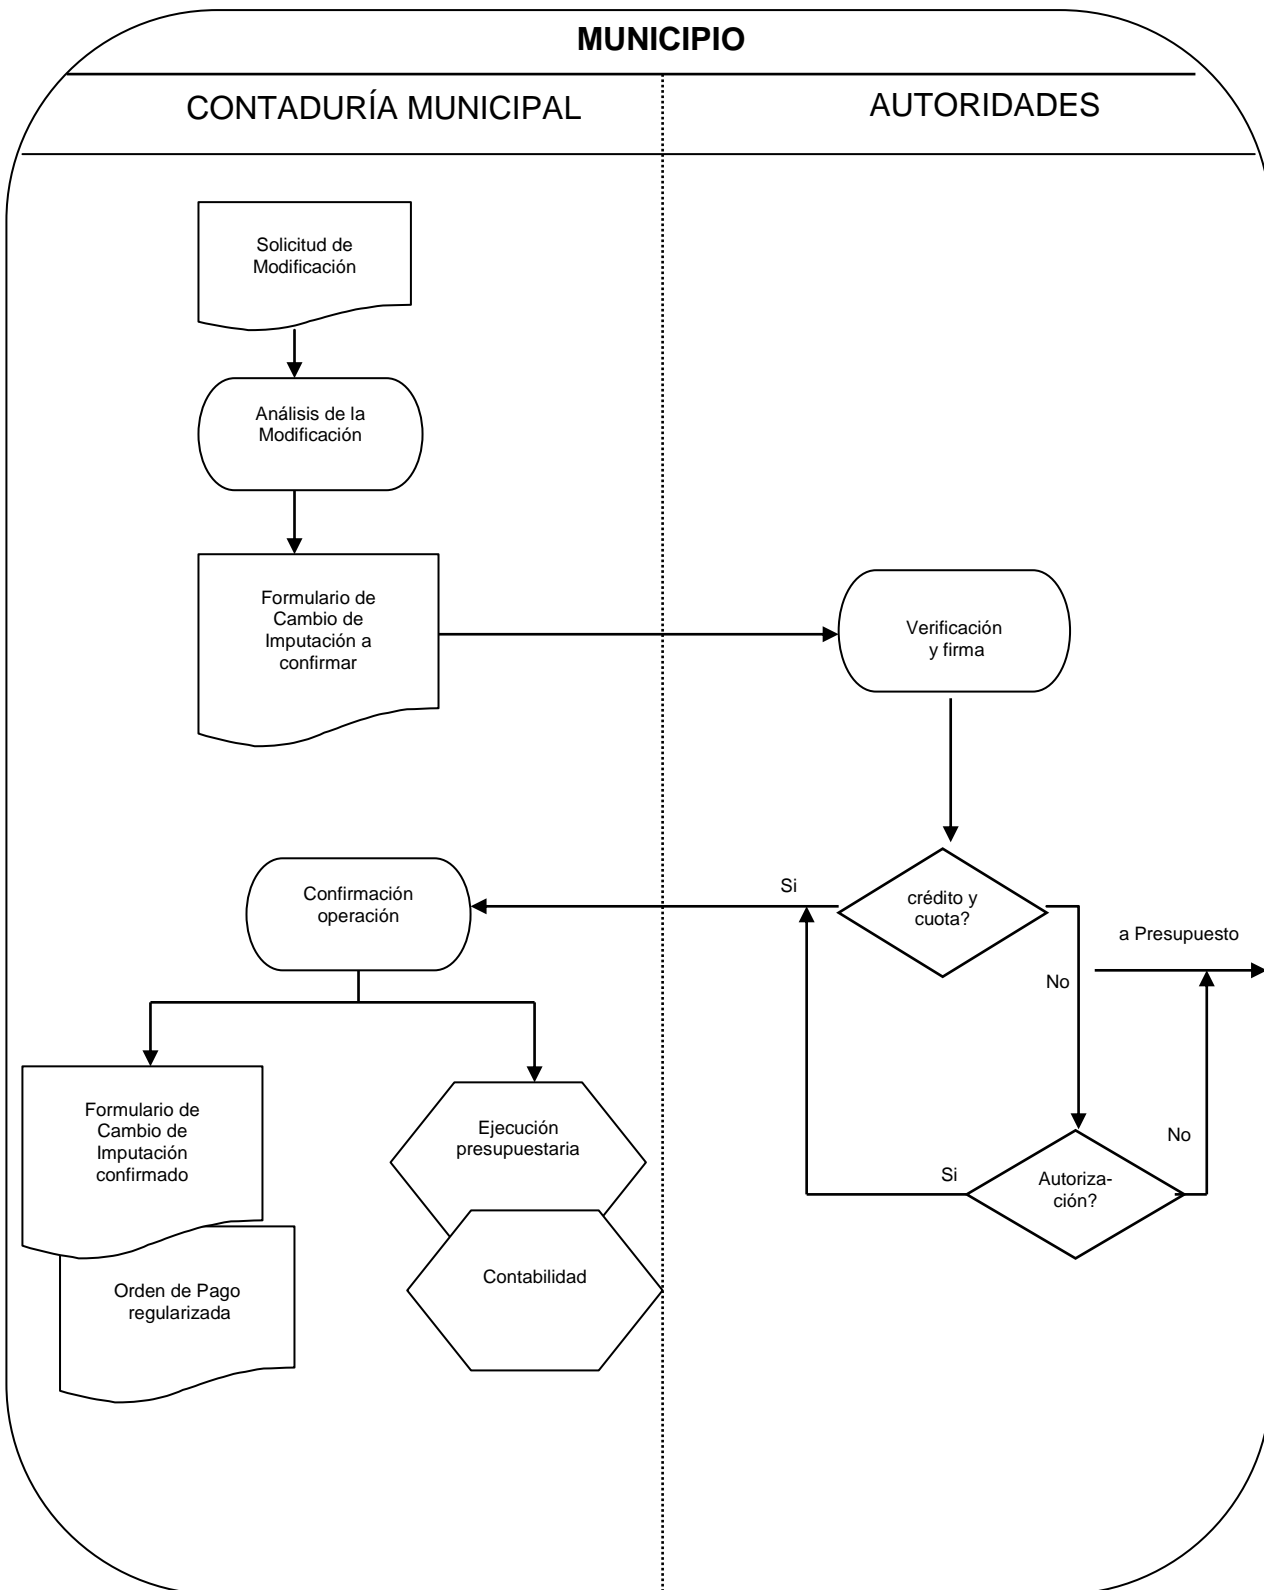 MUNICIPIO
CONTADURÍA MUNICIPAL
AUTORIDADES
Solicitud de
Modificación
Análisis de la
Modificación
Formulario de
Cambio de
Imputación a
confirmar
Verificación
y firma
crédito y
cuota?
Si
No
a Presupuesto
Confirmación
operación
Autoriza-
ción?
Si
No
Formulario de
Cambio de
Imputación
confirmado
Orden de Pago
regularizada
Ejecución
presupuestaria
Contabilidad